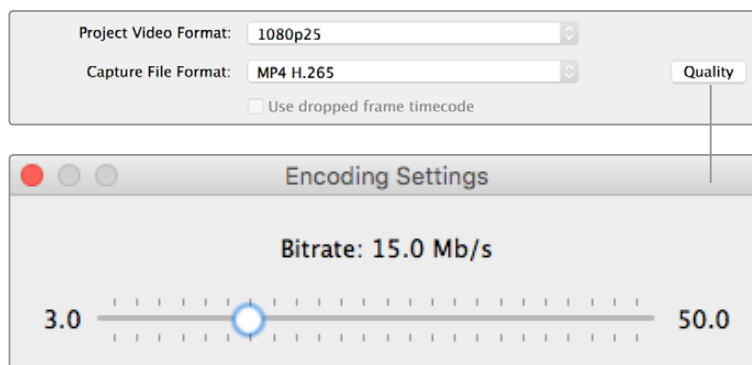 Project Video Format: 1080p25
Capture File Format: MP4 H.265 Quality
Use dropped frame timecode
Encoding Settings
Bitrate: 15.0 Mb/s
3.0 50.0